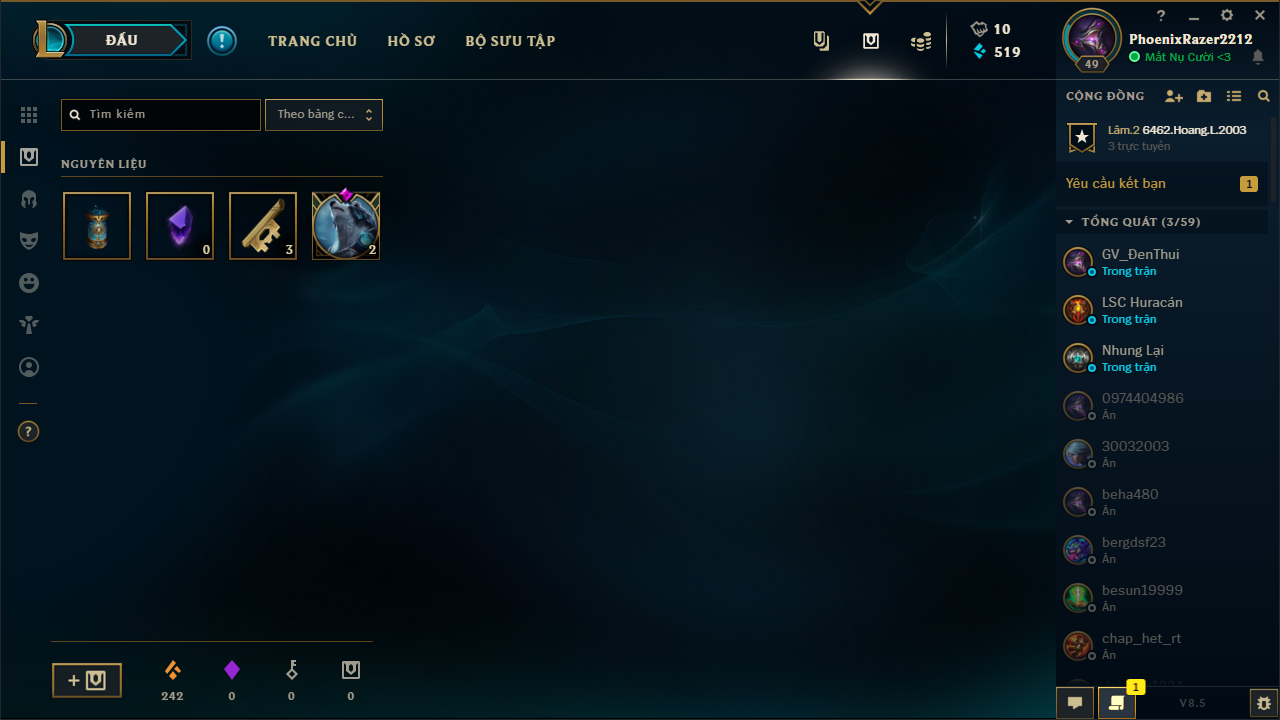 ĐẤU
TRANG CHỦ
HỒ SƠ
BỘ SƯU TẬP
10
519
?
49
PhoenixRazer2212
Mắt Nụ Cười <3
Tìm kiếm
Theo bảng c...
NGUYÊN LIỆU
0
3
2
?
242
0
0
0
CỘNG ĐỒNG
Lâm.2 6462.Hoang.L.2003
3 trực tuyến
Yêu cầu kết bạn
1
TỔNG QUÁT (3/59)
GV_ĐenThui
Trong trận
LSC Huracán
Trong trận
Nhung Lại
Trong trận
0974404986
Ẩn
30032003
Ẩn
beha480
Ẩn
bergdsf23
Ẩn
besun19999
Ẩn
chap_het_rt
Ẩn
1
V8.5